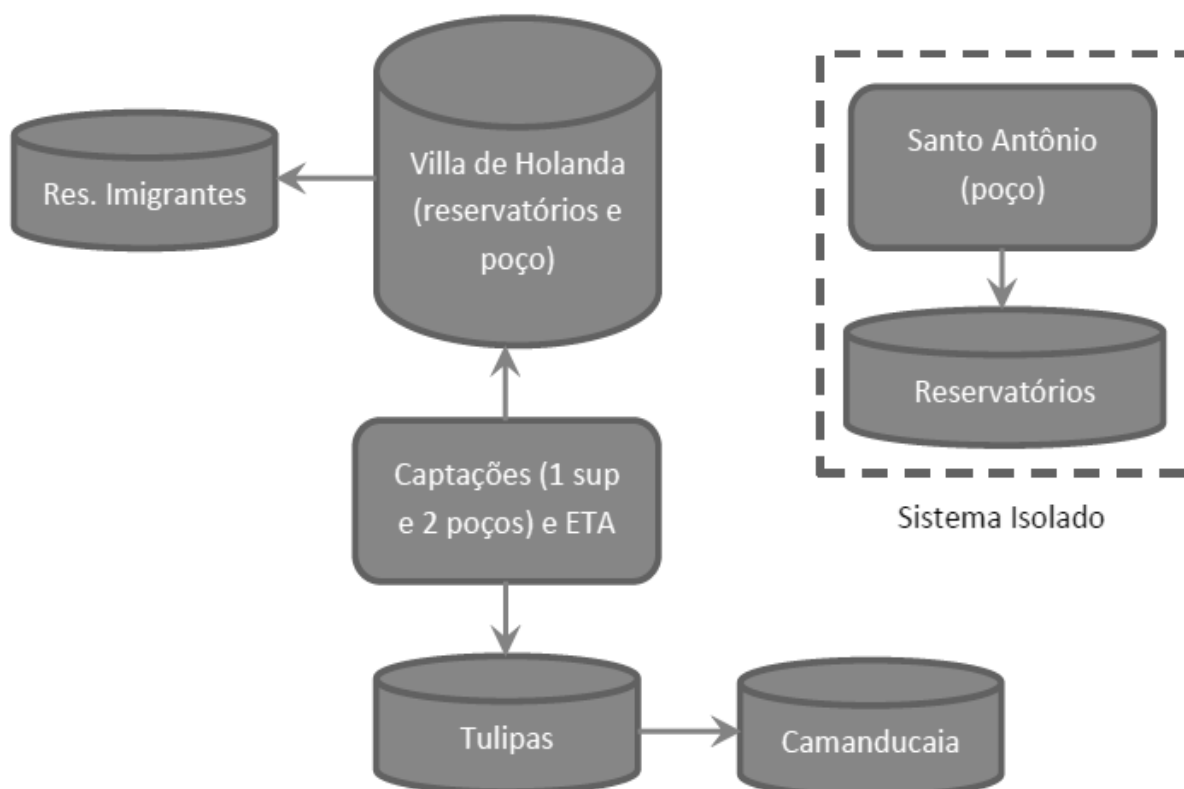 Res. Imigrantes
Villa de Holanda
(reservatórios e
poço)
Santo Antônio
(poço)
Reservatórios
Sistema Isolado
Captações (1 sup
e 2 poços) e ETA
Tulipas
Camanducaia